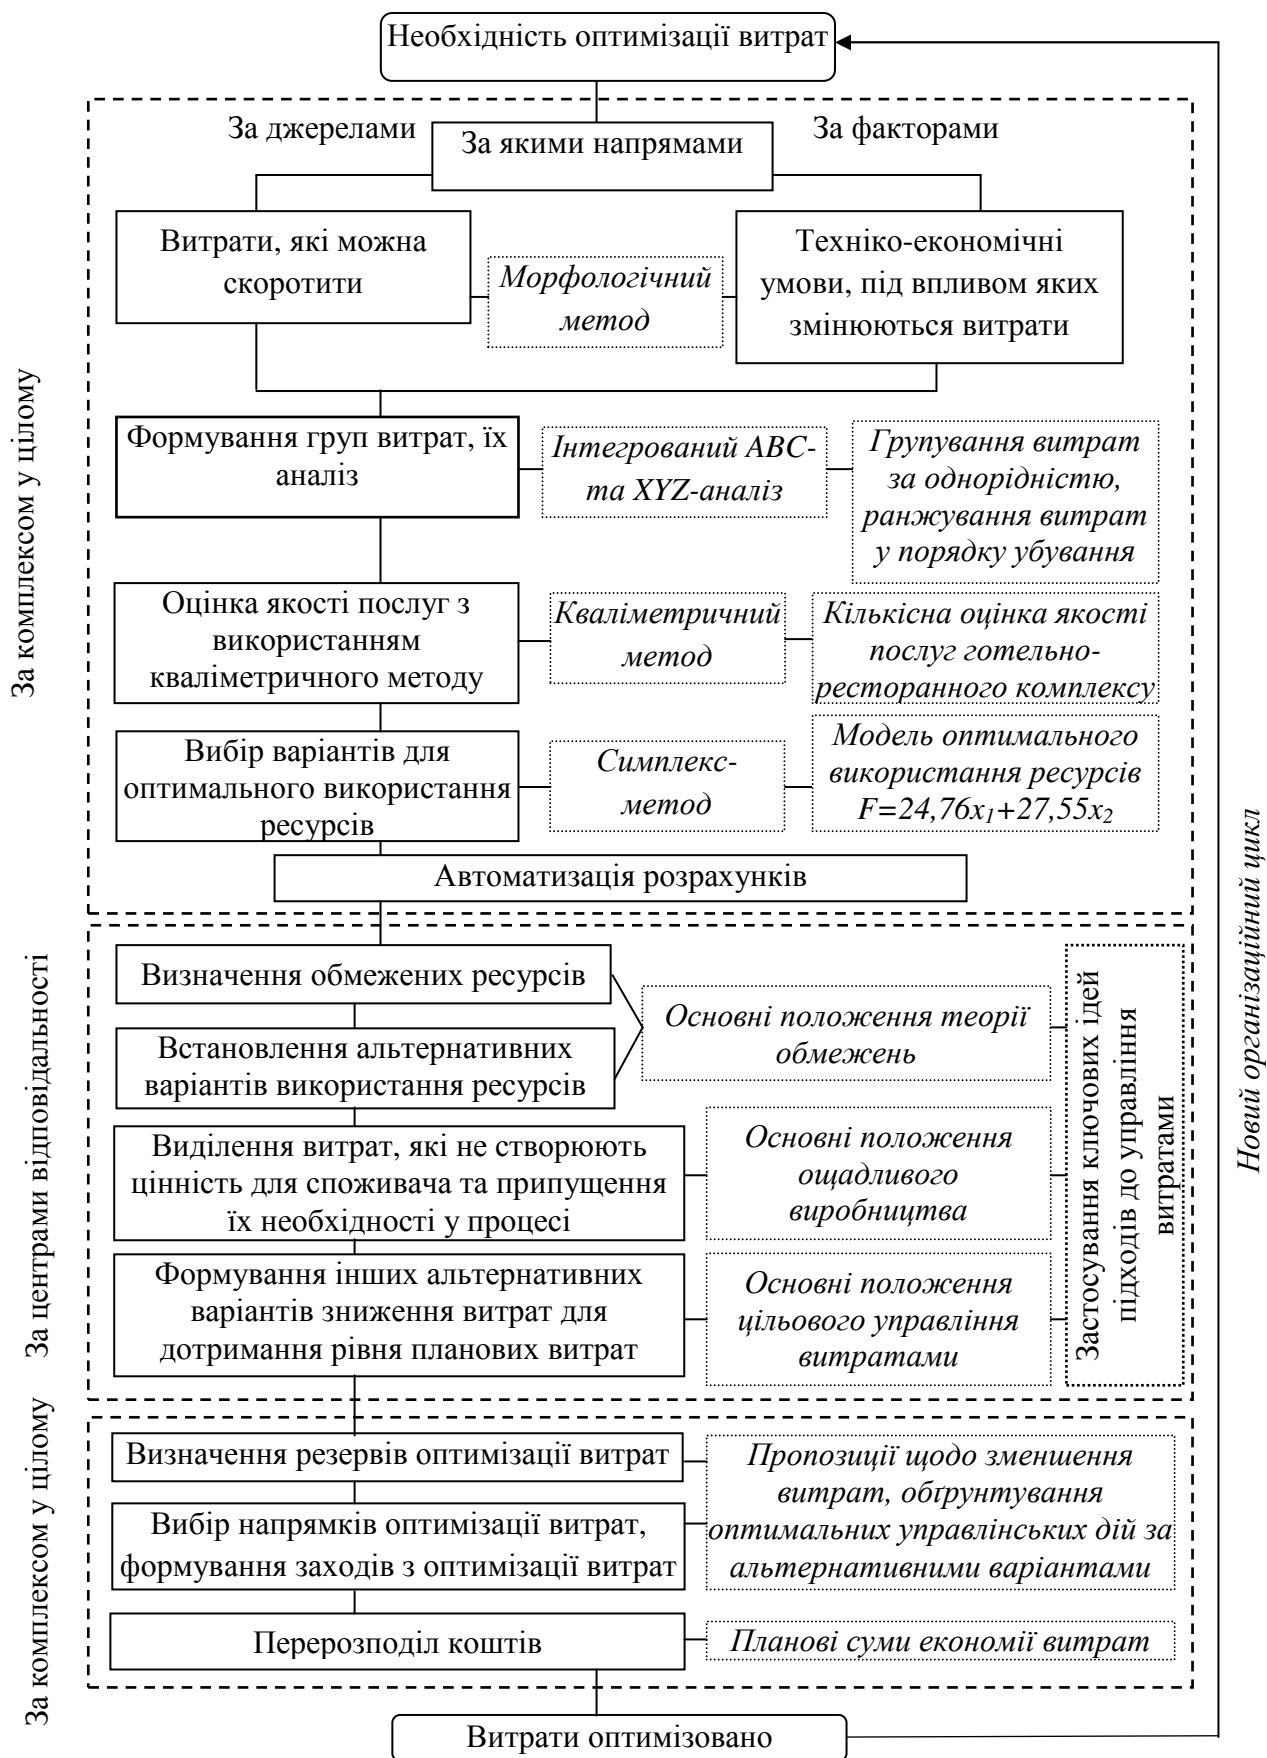 Необхідність оптимізації витрат
За джерелами
За якими напрямами
За факторами
Витрати, які можна
скоротити
Морфологічний
метод
Техніко-економічні
умови, під впливом яких
змінюються витрати
За комплексом у цілому
Формування груп витрат, їх
аналіз
Інтегрований АВС-
та XYZ-аналіз
Групування витрат
за однорідністю,
ранжування витрат
у порядку убування
Оцінка якості послуг з
використанням
кваліметричного методу
Кваліметричний
метод
Кількісна оцінка якості
послуг готельно-
ресторанного комплексу
Вибір варіантів для
оптимального використання
ресурсів
Симплекс-
метод
Модель оптимального
використання ресурсів
F=24,76x₁+27,55x₂
Автоматизація розрахунків
За центрами відповідальності
Визначення обмежених ресурсів
Встановлення альтернативних
варіантів використання ресурсів
Основні положення теорії
обмежень
Виділення витрат, які не створюють
цінність для споживача та припущення
їх необхідності у процесі
Основні положення
ощадливого
виробництва
Формування інших альтернативних
варіантів зниження витрат для
дотримання рівня планових витрат
Основні положення
цільового управління
витратами
Застосування ключових ідей
підходів до управління
витратами
Новий організаційний цикл
За комплексом у цілому
Визначення резервів оптимізації витрат
Вибір напрямків оптимізації витрат,
формування заходів з оптимізації витрат
Пропозиції щодо зменшення
витрат, обґрунтування
оптимальних управлінських дій за
альтернативними варіантами
Перерозподіл коштів
Планові суми економії витрат
Витрати оптимізовано